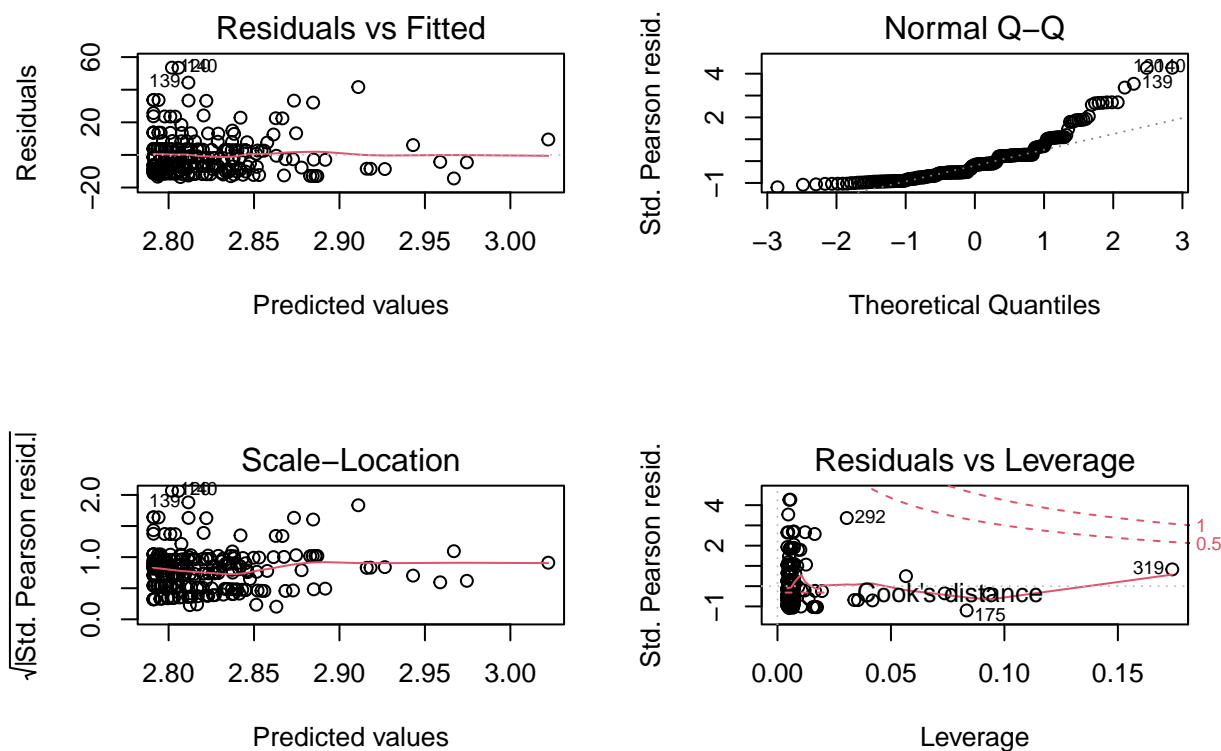 Residuals vs Fitted
Residuals
60
20
−20
139
140
2.80 2.85 2.90 2.95 3.00
Predicted values
Normal Q−Q
Std. Pearson resid.
4
2
−1
140
139
−3 −2 −1 0 1 2 3
Theoretical Quantiles
Scale−Location
√|Std. Pearson resid.|
2.0
1.0
0.0
139
140
2.80 2.85 2.90 2.95 3.00
Predicted values
Residuals vs Leverage
Std. Pearson resid.
4
2
−1
292
1
0.5
319
Cook's distance
175
0.00 0.05 0.10 0.15
Leverage